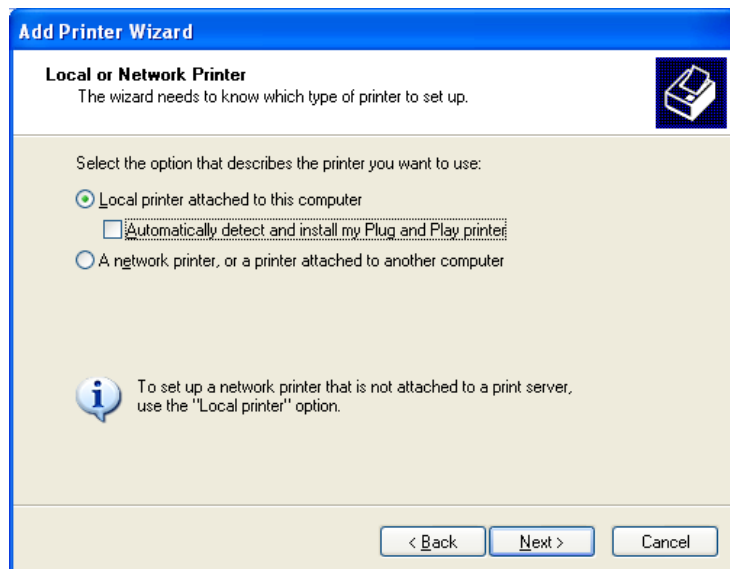 Add Printer Wizard
Local or Network Printer
The wizard needs to know which type of printer to set up.
Select the option that describes the printer you want to use:
Local printer attached to this computer
Automatically detect and install my Plug and Play printer
A network printer, or a printer attached to another computer
To set up a network printer that is not attached to a print server,
use the "Local printer" option.
< Back
Next >
Cancel